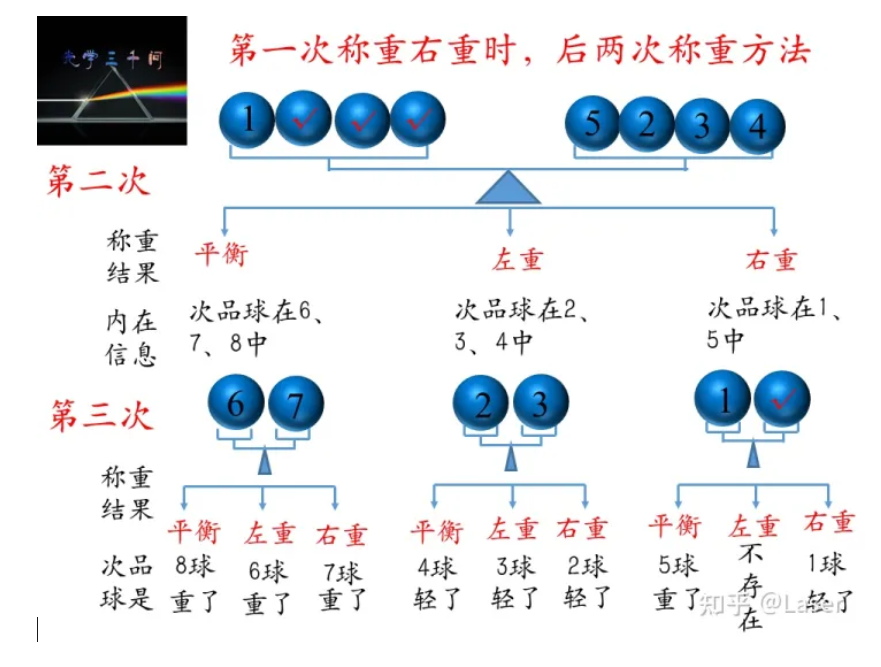 光学三千问
第一次称重右重时，后两次称重方法
1 ✓ ✓ ✓ 5 2 3 4
第二次
称重结果 平衡 左重 右重
内在信息 次品球在6、7、8中 次品球在2、3、4中 次品球在1、5中
第三次
6 7 2 3 1 ✓
称重结果 平衡 左重 右重 平衡 左重 右重 平衡 左重 右重
次品球是 8球重了 6球重了 7球重了 4球轻了 3球轻了 2球轻了 5球重了 不存在 1球轻了
知乎 @Laser